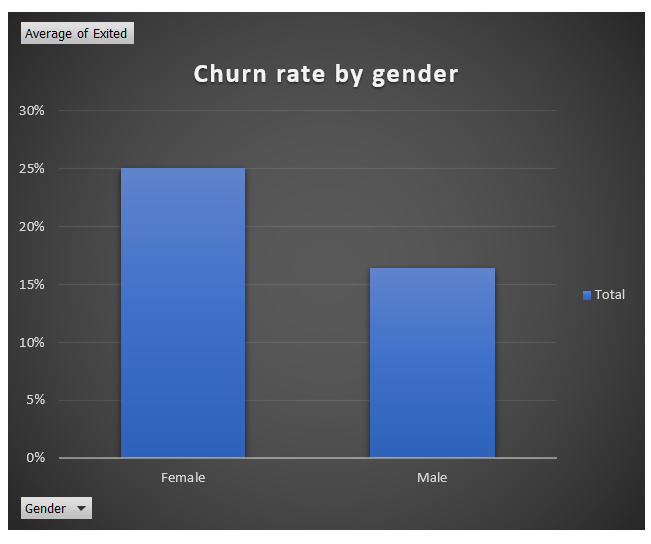 Average of Exited
Churn rate by gender
30%
25%
20%
15%
10%
5%
0%
Female
Male
Total
Gender